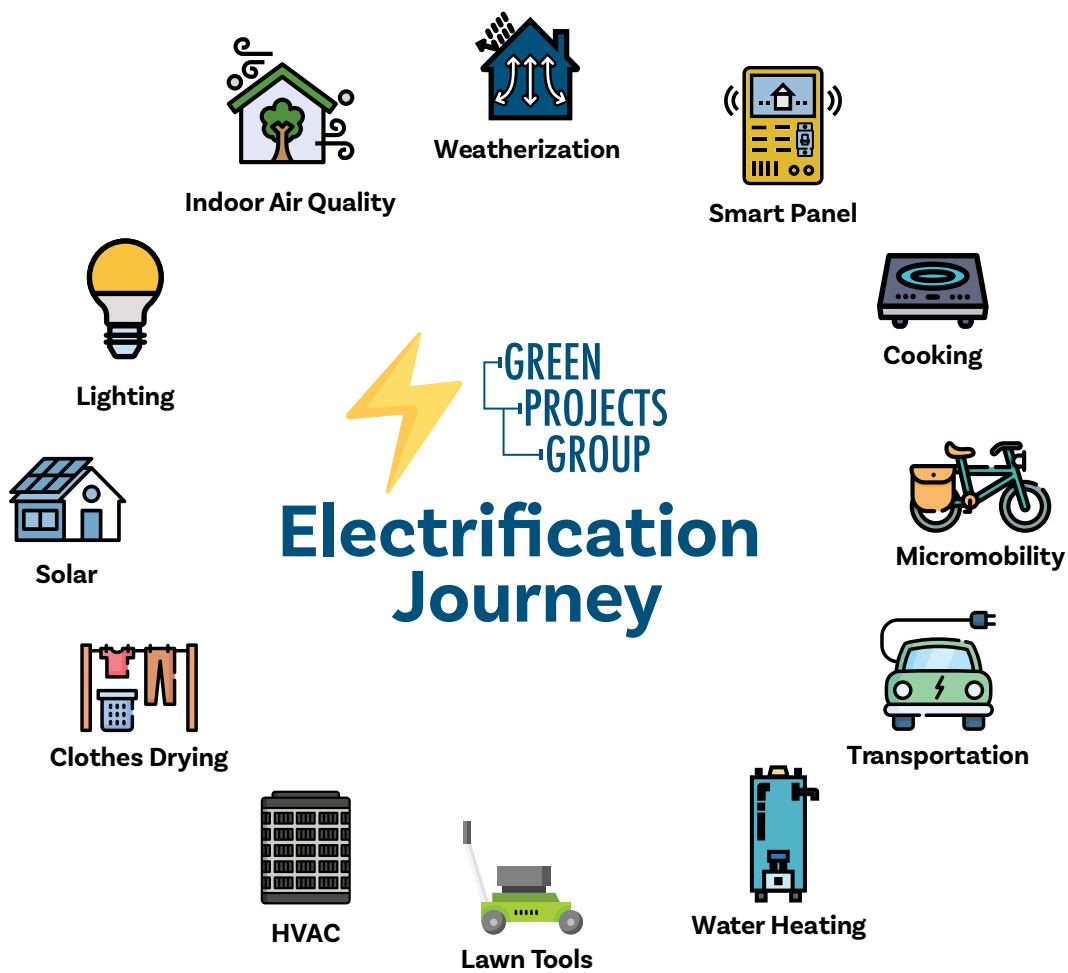 Weatherization
Indoor Air Quality
Smart Panel
Cooking
Lighting
GREEN
PROJECTS
GROUP
Electrification
Journey
Micromobility
Solar
Transportation
Clothes Drying
Water Heating
HVAC
Lawn Tools